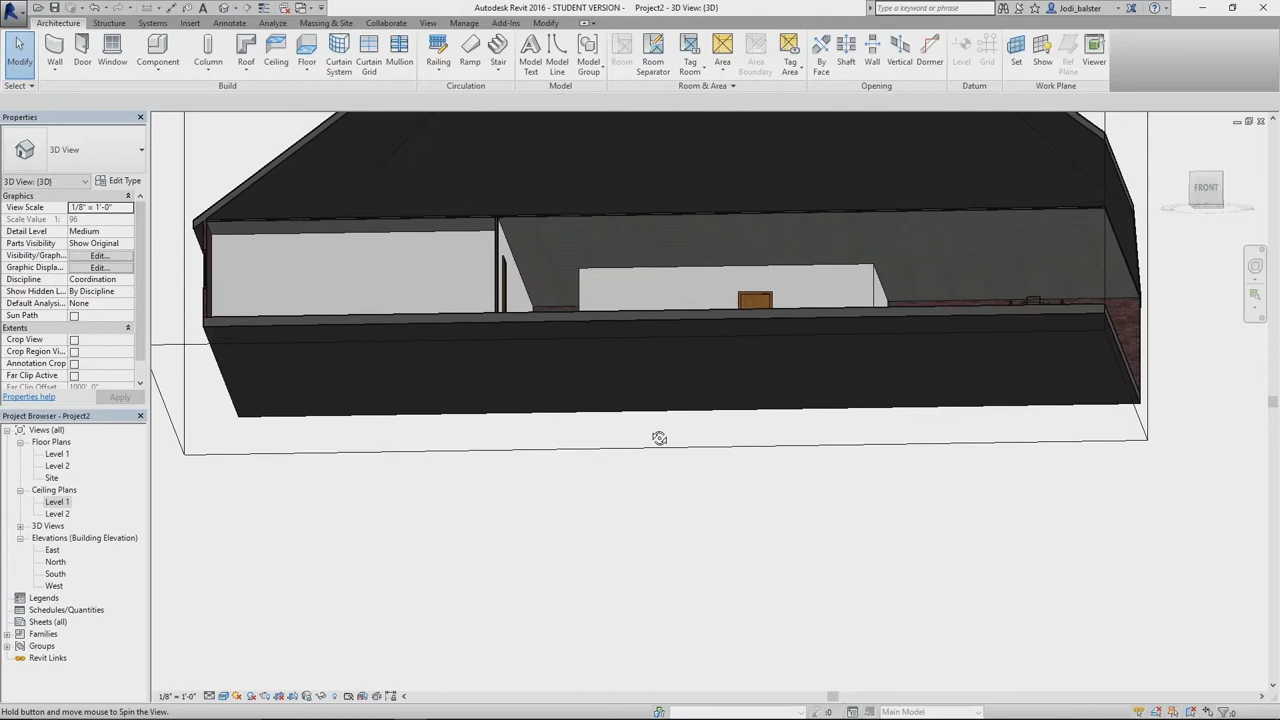 Autodesk Revit 2016 - STUDENT VERSION - Project2 - 3D View: {3D}
Type a keyword or phrase
Jodi_balster
Architecture Structure Systems Insert Annotate Analyze Massing & Site Collaborate View Manage Add-Ins Modify
Modify Wall Door Window Component Column Roof Ceiling Floor Curtain System Curtain Grid Mullion Railing Ramp Stair Model Text Model Line Model Group Room Room Separator Tag Room Area Area Boundary Tag Area By Face Shaft Wall Vertical Dormer Level Grid Set Show Ref Plane Viewer
Select Build Circulation Model Room & Area Opening Datum Work Plane
Properties
3D View
3D View: {3D} Edit Type
Graphics
View Scale 1/8" = 1'-0"
Scale Value 1: 96
Detail Level Medium
Parts Visibility Show Original
Visibility/Graph... Edit...
Graphic Displa... Edit...
Discipline Coordination
Show Hidden L... By Discipline
Default Analysi... None
Sun Path
Extents
Crop View
Crop Region Vi...
Annotation Crop
Far Clip Active
Far Clip Offset 1000' 0"
Properties help Apply
Project Browser - Project2
Views (all)
Floor Plans
Level 1
Level 2
Site
Ceiling Plans
Level 1
Level 2
3D Views
Elevations (Building Elevation)
East
North
South
West
Legends
Schedules/Quantities
Sheets (all)
Families
Groups
Revit Links
FRONT
1/8" = 1'-0"
Hold button and move mouse to Spin the View.
:0
Main Model
:0